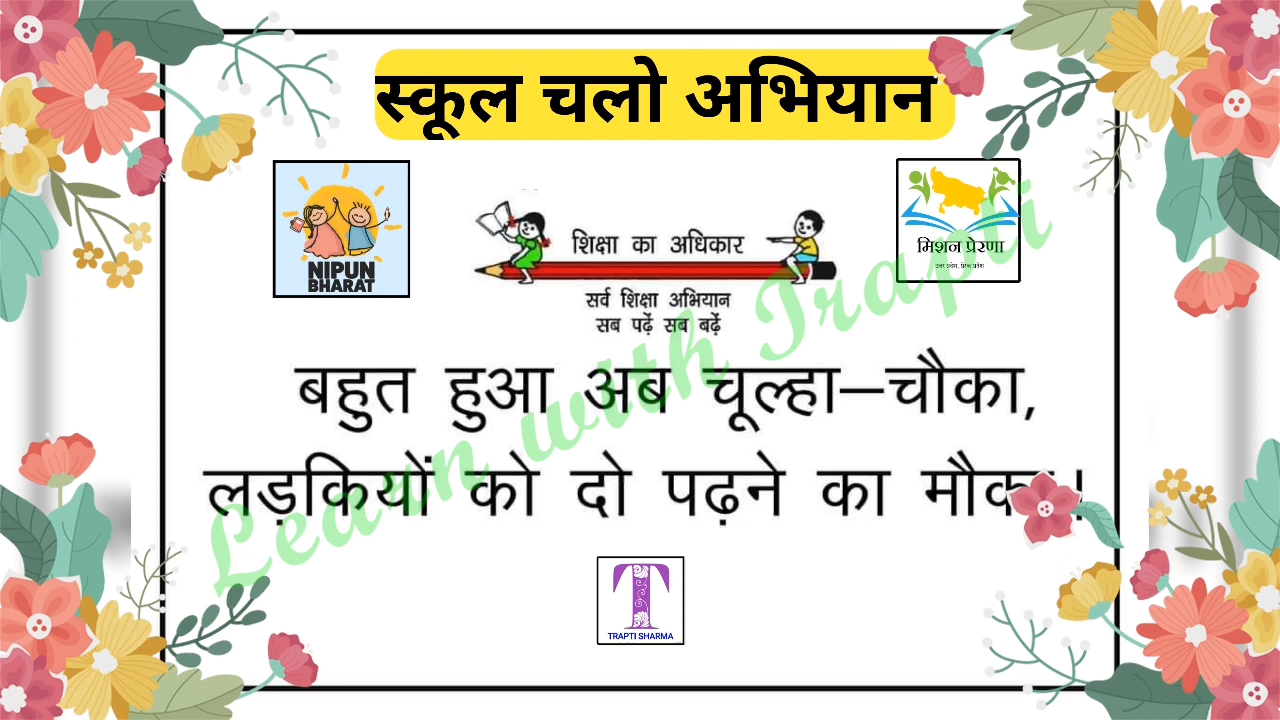 स्कूल चलो अभियान
NIPUN
BHARAT
शिक्षा का अधिकार
सर्व शिक्षा अभियान
सब पढ़ें सब बढ़ें
मिशन प्रेरणा
बहुत हुआ अब चूल्हा–चौका,
लड़कियों को दो पढ़ने का !
Learn with Trapti
T
TRAPTI SHARMA